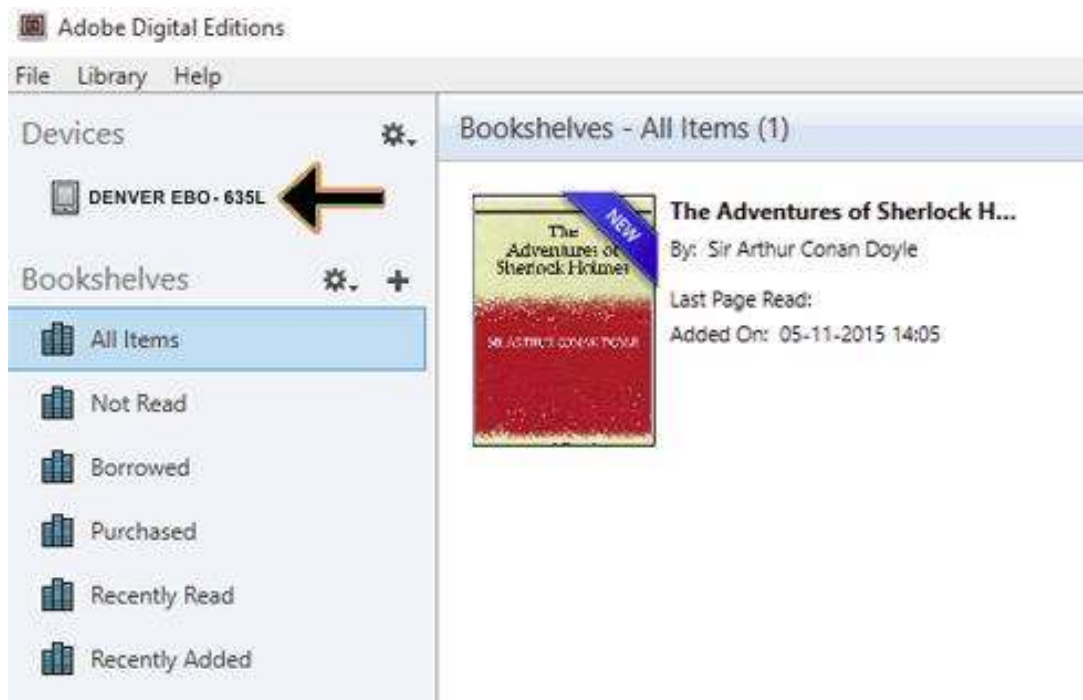 Adobe Digital Editions
File Library Help
Devices
DENVER EBO - 635L
Bookshelves
All Items
Not Read
Borrowed
Purchased
Recently Read
Recently Added
Bookshelves - All Items (1)
NEW
The
Adventures of
Sherlock Holmes
SIR ARTHUR CONAN DOYLE
The Adventures of Sherlock H...
By: Sir Arthur Conan Doyle
Last Page Read:
Added On: 05-11-2015 14:05